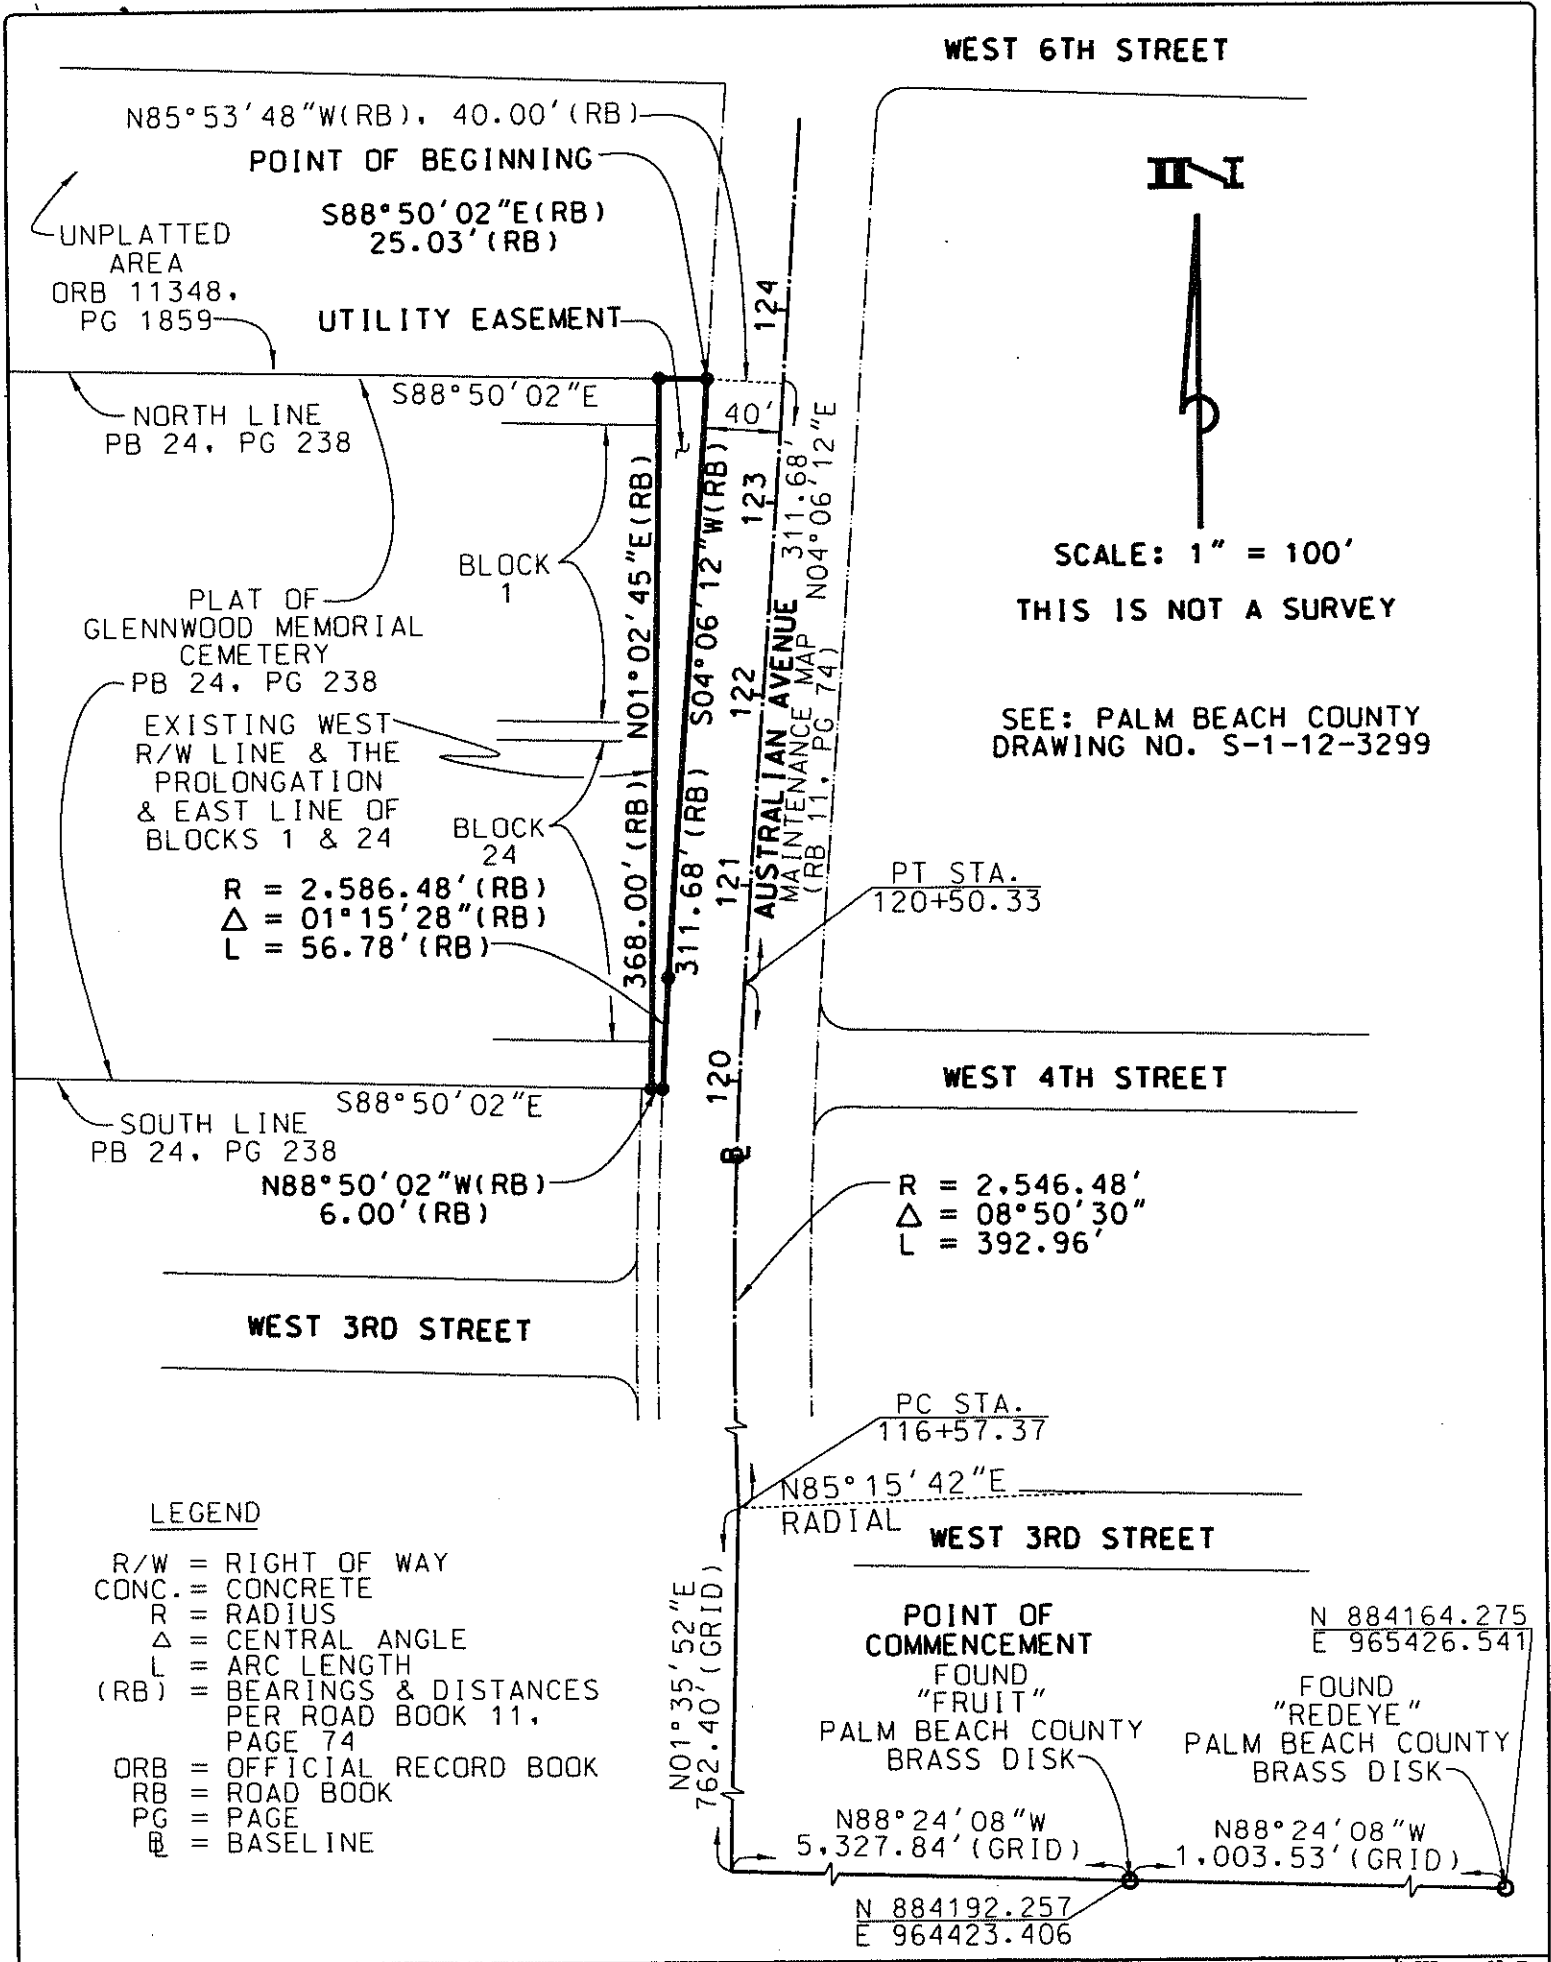 WEST 6TH STREET
N85°53'48"W(RB), 40.00'(RB)
POINT OF BEGINNING
S88°50'02"E(RB)
25.03'(RB)
UNPLATTED
AREA
ORB 11348,
PG 1859
UTILITY EASEMENT
S88°50'02"E
NORTH LINE
PB 24, PG 238
40'
124
123
122
121
120
311.68'
N04°06'12"E
AUSTRALIAN AVENUE
MAINTENANCE MAP
(RB 11, PG 74)
N01°02'45"E(RB)
368.00'(RB)
S04°06'12"W(RB)
311.68'(RB)
BLOCK
1
PLAT OF
GLENNWOOD MEMORIAL
CEMETERY
PB 24, PG 238
EXISTING WEST
R/W LINE & THE
PROLONGATION
& EAST LINE OF
BLOCKS 1 & 24
BLOCK
24
R = 2,586.48'(RB)
Δ = 01°15'28"(RB)
L = 56.78'(RB)
N
SCALE: 1" = 100'
THIS IS NOT A SURVEY
SEE: PALM BEACH COUNTY
DRAWING NO. S-1-12-3299
PT STA.
120+50.33
WEST 4TH STREET
S88°50'02"E
SOUTH LINE
PB 24, PG 238
N88°50'02"W(RB)
6.00'(RB)
BL
R = 2,546.48'
Δ = 08°50'30"
L = 392.96'
WEST 3RD STREET
PC STA.
116+57.37
N85°15'42"E
RADIAL
WEST 3RD STREET
LEGEND
R/W = RIGHT OF WAY
CONC. = CONCRETE
R = RADIUS
Δ = CENTRAL ANGLE
L = ARC LENGTH
(RB) = BEARINGS & DISTANCES
PER ROAD BOOK 11,
PAGE 74
ORB = OFFICIAL RECORD BOOK
RB = ROAD BOOK
PG = PAGE
BL = BASELINE
N01°35'52"E
762.40'(GRID)
POINT OF
COMMENCEMENT
FOUND
"FRUIT"
PALM BEACH COUNTY
BRASS DISK
N 884164.275
E 965426.541
FOUND
"REDEYE"
PALM BEACH COUNTY
BRASS DISK
N88°24'08"W
5,327.84'(GRID)
N88°24'08"W
1,003.53'(GRID)
N 884192.257
E 964423.406